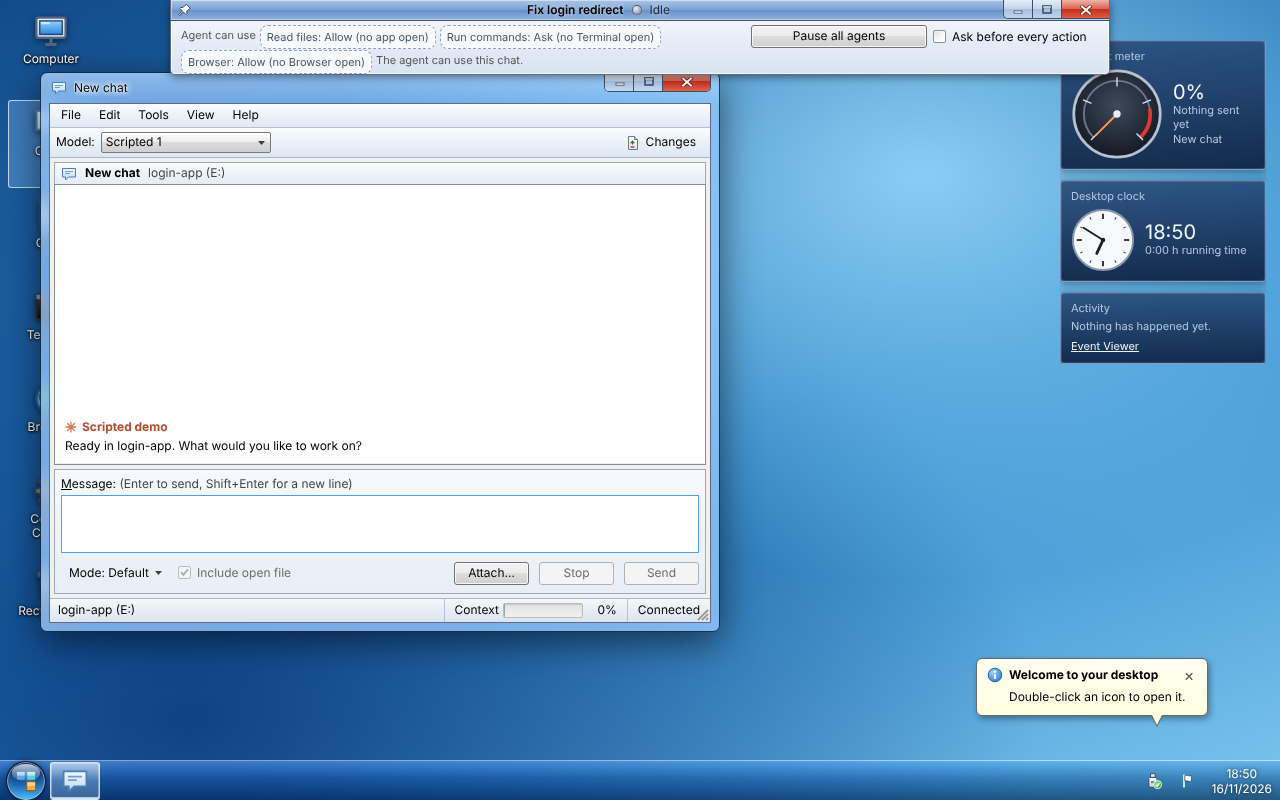 Fix login redirect Idle
Agent can use Read files: Allow (no app open) Run commands: Ask (no Terminal open)
Browser: Allow (no Browser open) The agent can use this chat.
Pause all agents Ask before every action
Computer
New chat
File Edit Tools View Help
Model: Scripted 1 Changes
New chat login-app (E:)
Scripted demo
Ready in login-app. What would you like to work on?
Message: (Enter to send, Shift+Enter for a new line)
Mode: Default Include open file Attach... Stop Send
login-app (E:) Context 0% Connected
meter
0%
Nothing sent
yet
New chat
Desktop clock
18:50
0:00 h running time
Activity
Nothing has happened yet.
Event Viewer
Welcome to your desktop
Double-click an icon to open it.
18:50
16/11/2026